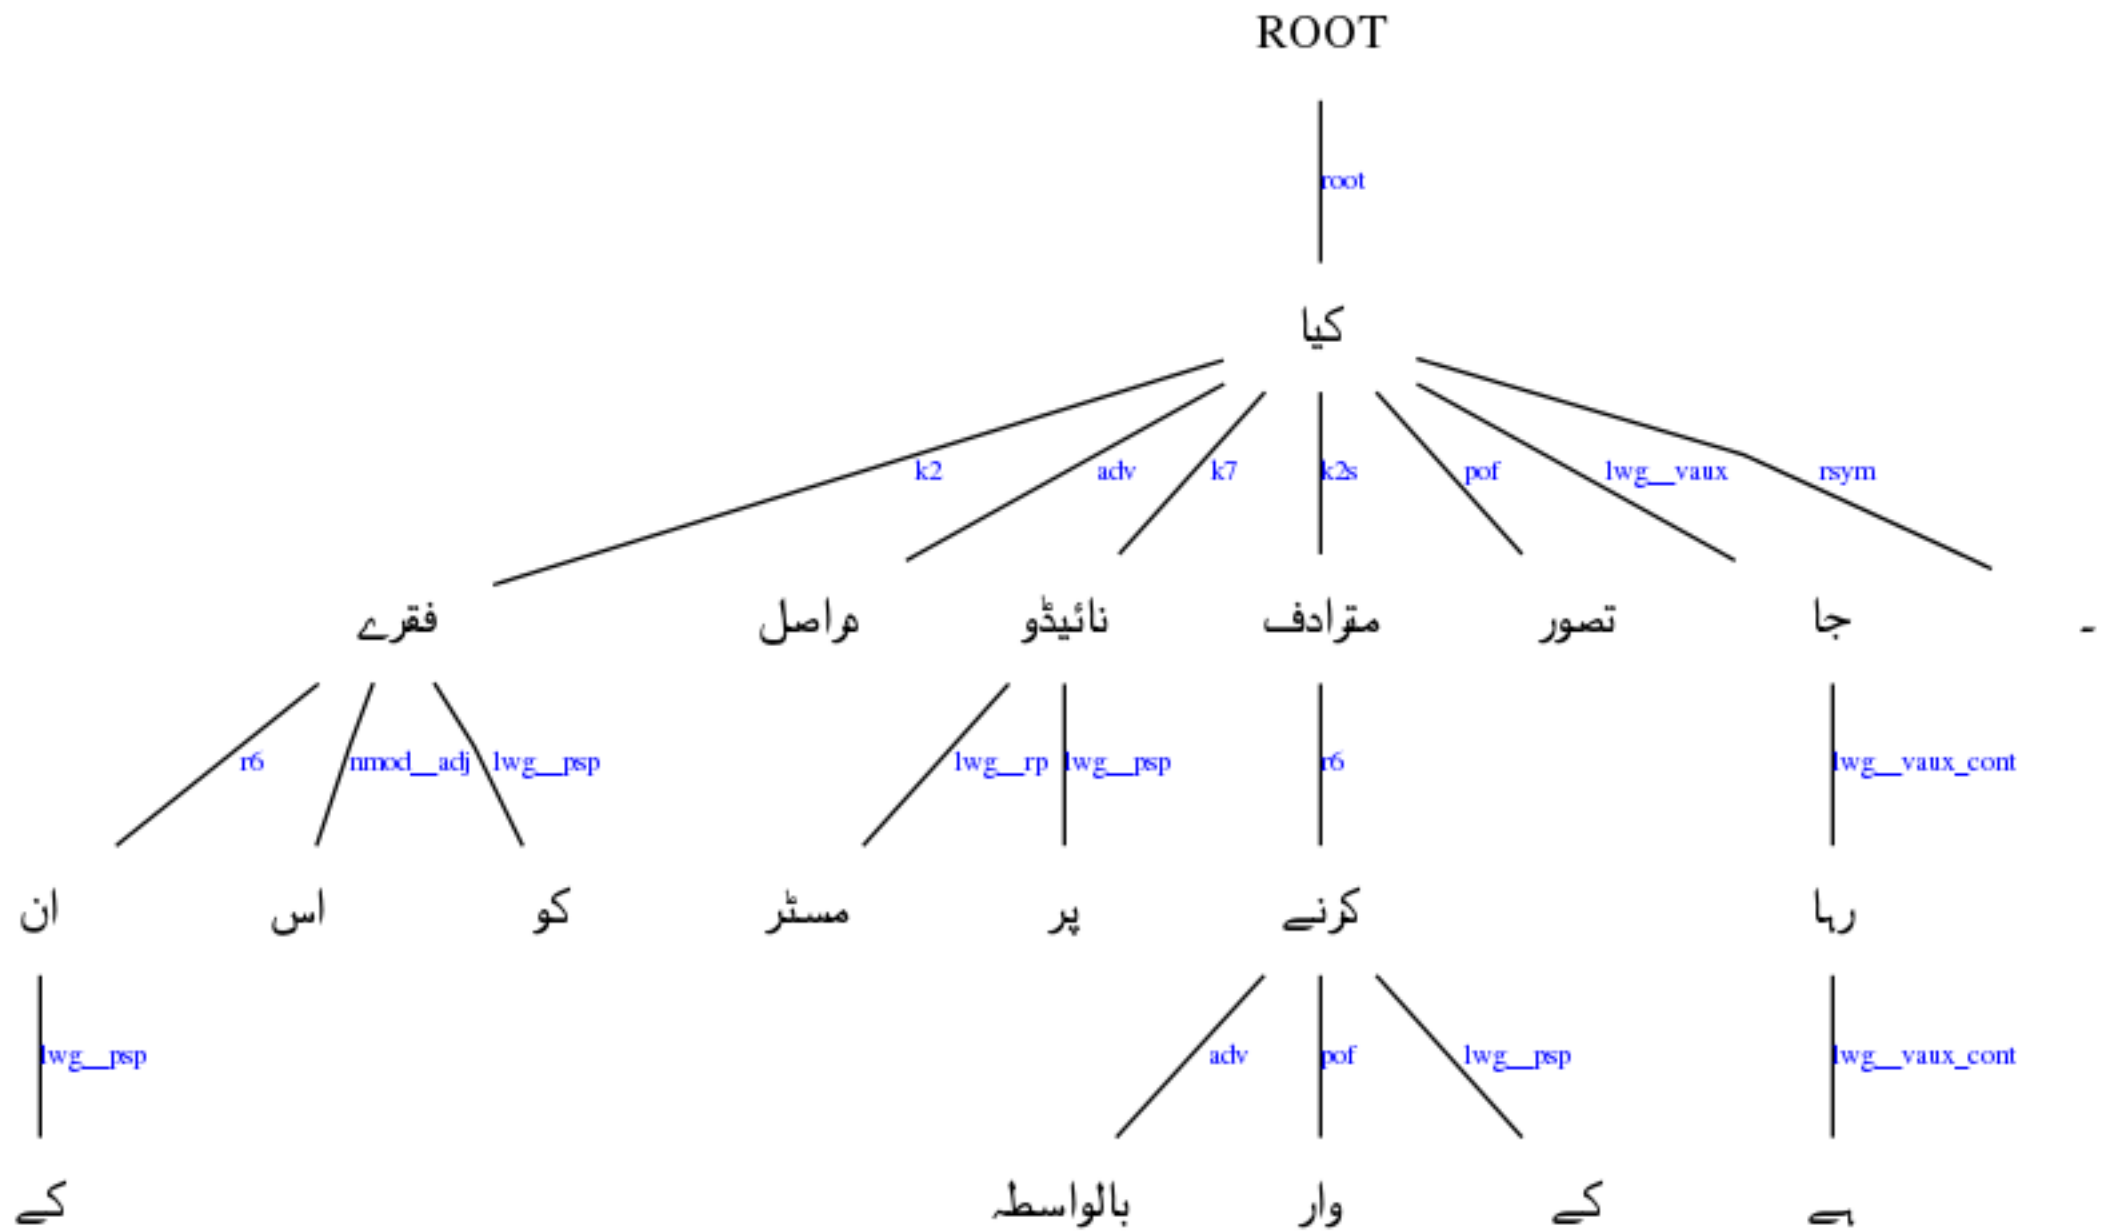 ROOT
root
کیا
k2 adv k7 k2s pof lwg__vaux rsym
فقرے دراصل نائیڈو مترادف تصور جا ۔
r6 nmod__adj lwg__psp lwg__rp lwg__psp r6 lwg__vaux_cont
ان اس کو مسٹر پر کرنے رہا
lwg__psp adv pof lwg__psp lwg__vaux_cont
کے بالواسطہ وار کے ہے